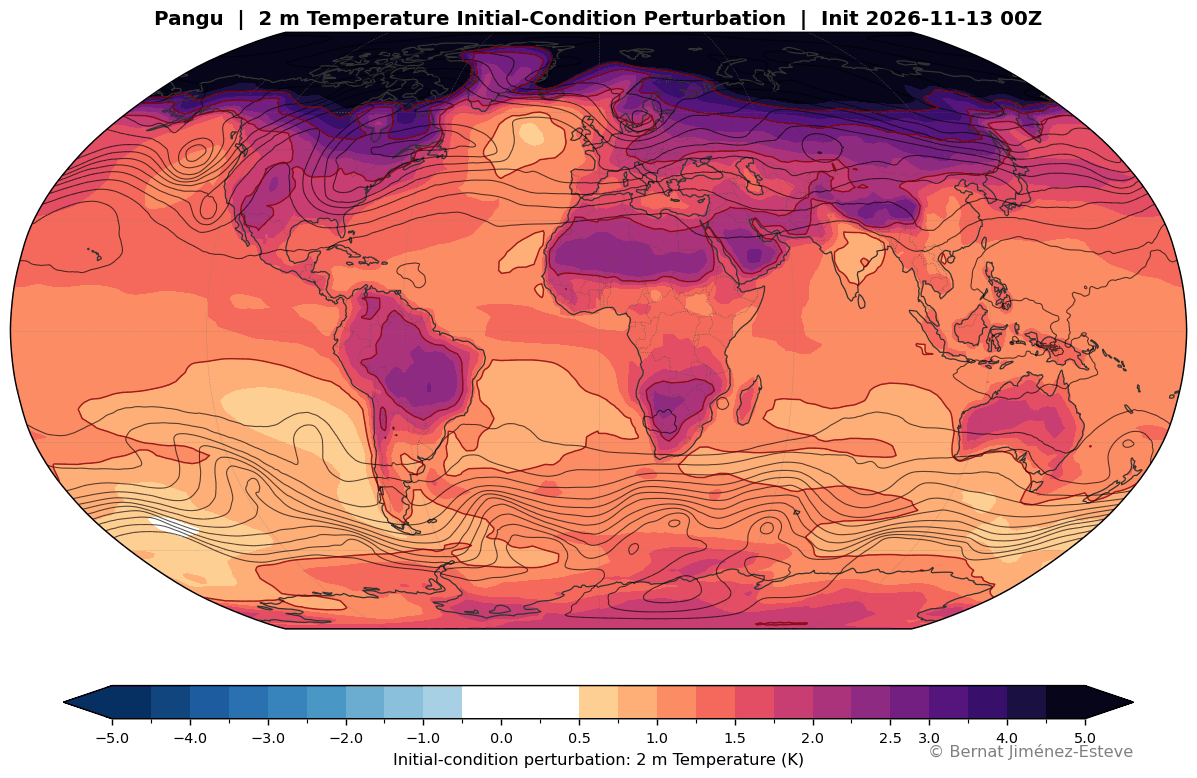 Pangu | 2 m Temperature Initial-Condition Perturbation | Init 2026-11-13 00Z
−5.0 −4.0 −3.0 −2.0 −1.0 0.0 0.5 1.0 1.5 2.0 2.5 3.0 4.0 5.0
Initial-condition perturbation: 2 m Temperature (K)
© Bernat Jiménez-Esteve